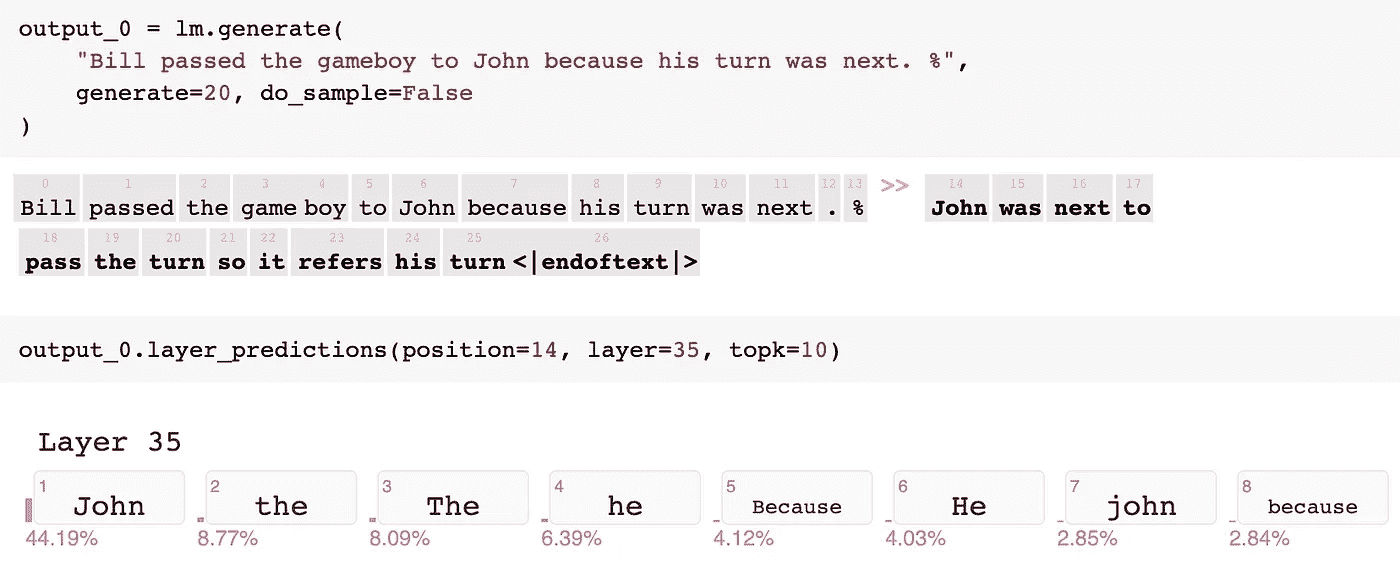 output_0 = lm.generate(
"Bill passed the gameboy to John because his turn was next. %",
generate=20, do_sample=False
)
0 1 2 3 4 5 6 7 8 9 10 11 12 13 14 15 16 17
Bill passed the game boy to John because his turn was next . % >> John was next to
18 19 20 21 22 23 24 25 26
pass the turn so it refers his turn <|endoftext|>
output_0.layer_predictions(position=14, layer=35, topk=10)
Layer 35
1 2 3 4 5 6 7 8
John the The he Because He john because
44.19% 8.77% 8.09% 6.39% 4.12% 4.03% 2.85% 2.84%